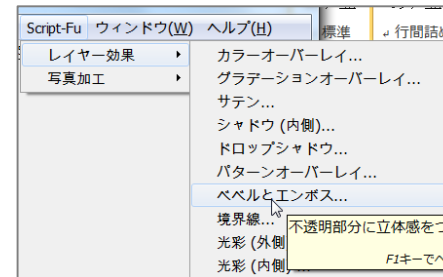 Script-Fu ウィンドウ(W) ヘルプ(H)
標準 ↲ 行間詰め
レイヤー効果
写真加工
カラーオーバーレイ...
グラデーションオーバーレイ...
サテン...
シャドウ (内側)...
ドロップシャドウ...
パターンオーバーレイ...
ベベルとエンボス...
境界線...
光彩 (外側
光彩 (内側)...
不透明部分に立体感をつ
F1キーでヘ